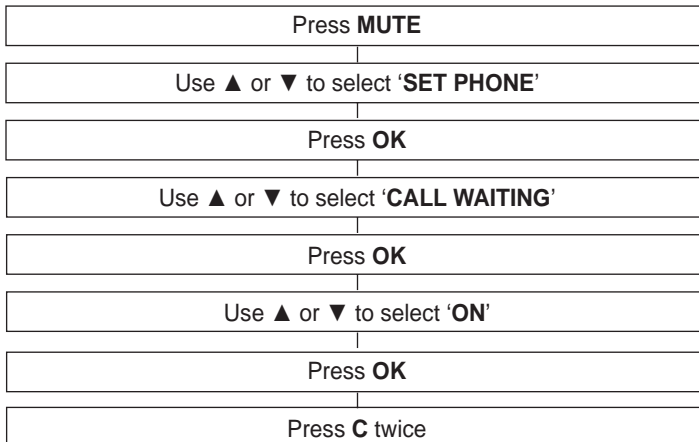 Press MUTE
Use ▲ or ▼ to select ‘SET PHONE’
Press OK
Use ▲ or ▼ to select ‘CALL WAITING’
Press OK
Use ▲ or ▼ to select ‘ON’
Press OK
Press C twice